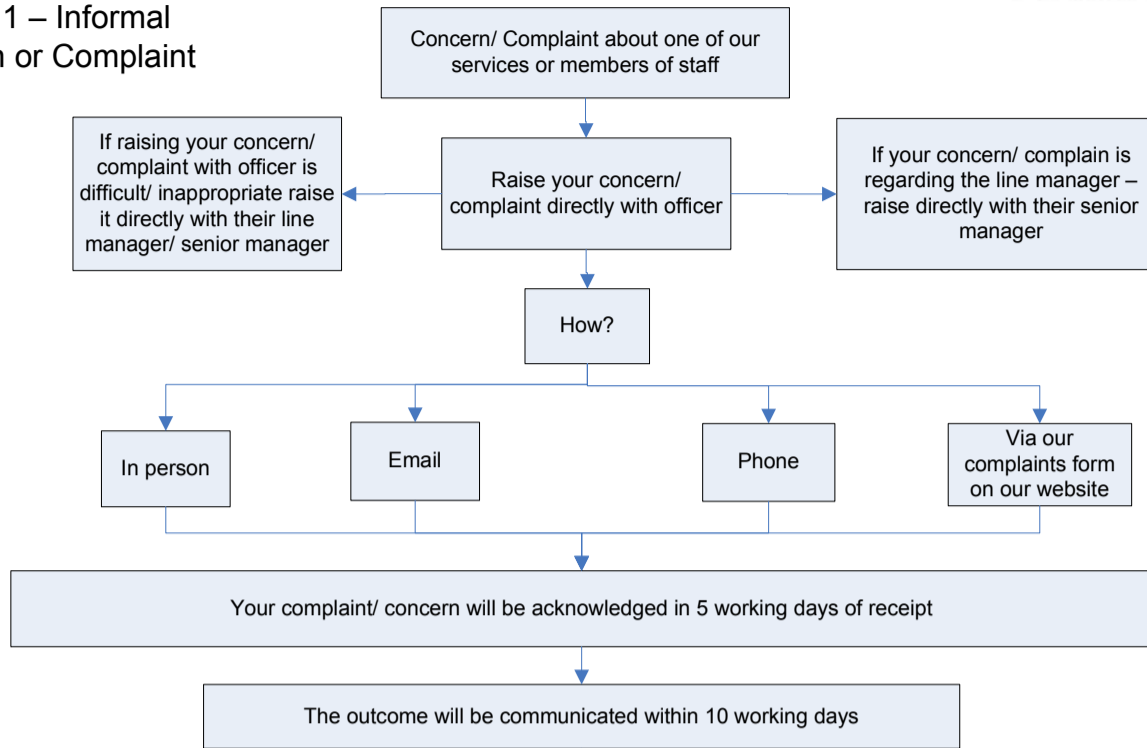 1 – Informal
n or Complaint
Concern/ Complaint about one of our
services or members of staff
If raising your concern/
complaint with officer is
difficult/ inappropriate raise
it directly with their line
manager/ senior manager
Raise your concern/
complaint directly with officer
If your concern/ complain is
regarding the line manager –
raise directly with their senior
manager
How?
In person
Email
Phone
Via our
complaints form
on our website
Your complaint/ concern will be acknowledged in 5 working days of receipt
The outcome will be communicated within 10 working days